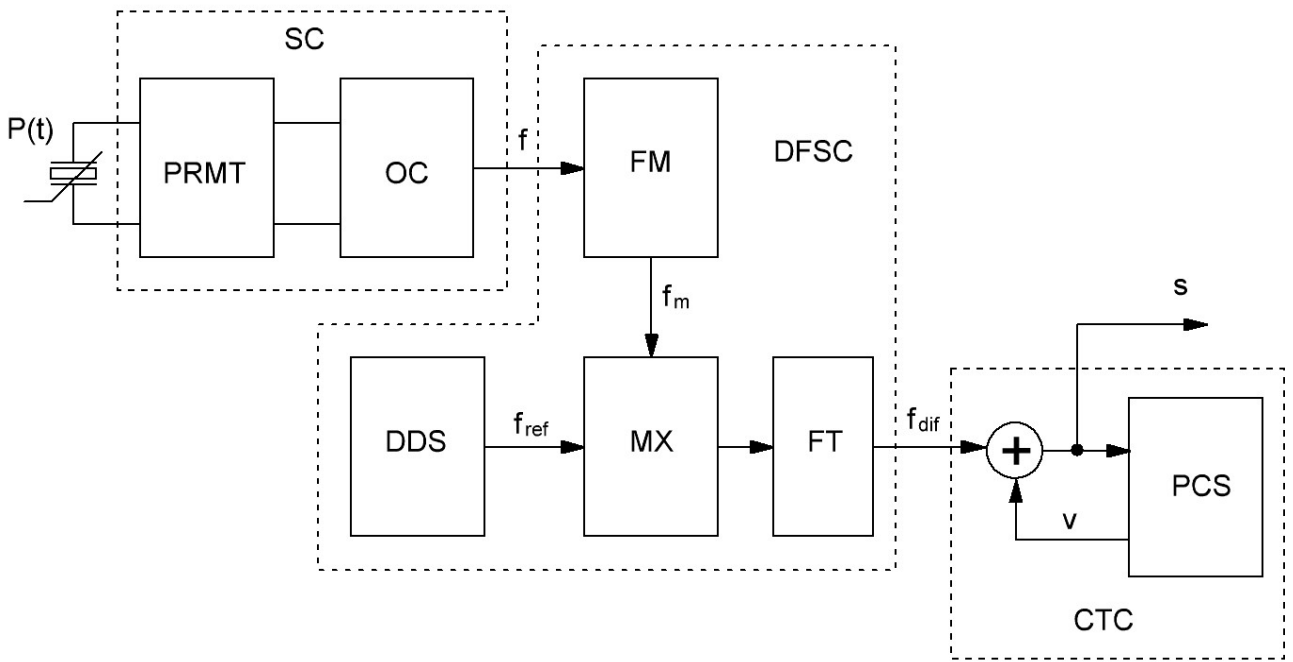 SC
P(t)
PRMT
OC
f
FM
DFSC
fm
s
DDS
fref
MX
FT
fdif
+
PCS
v
CTC